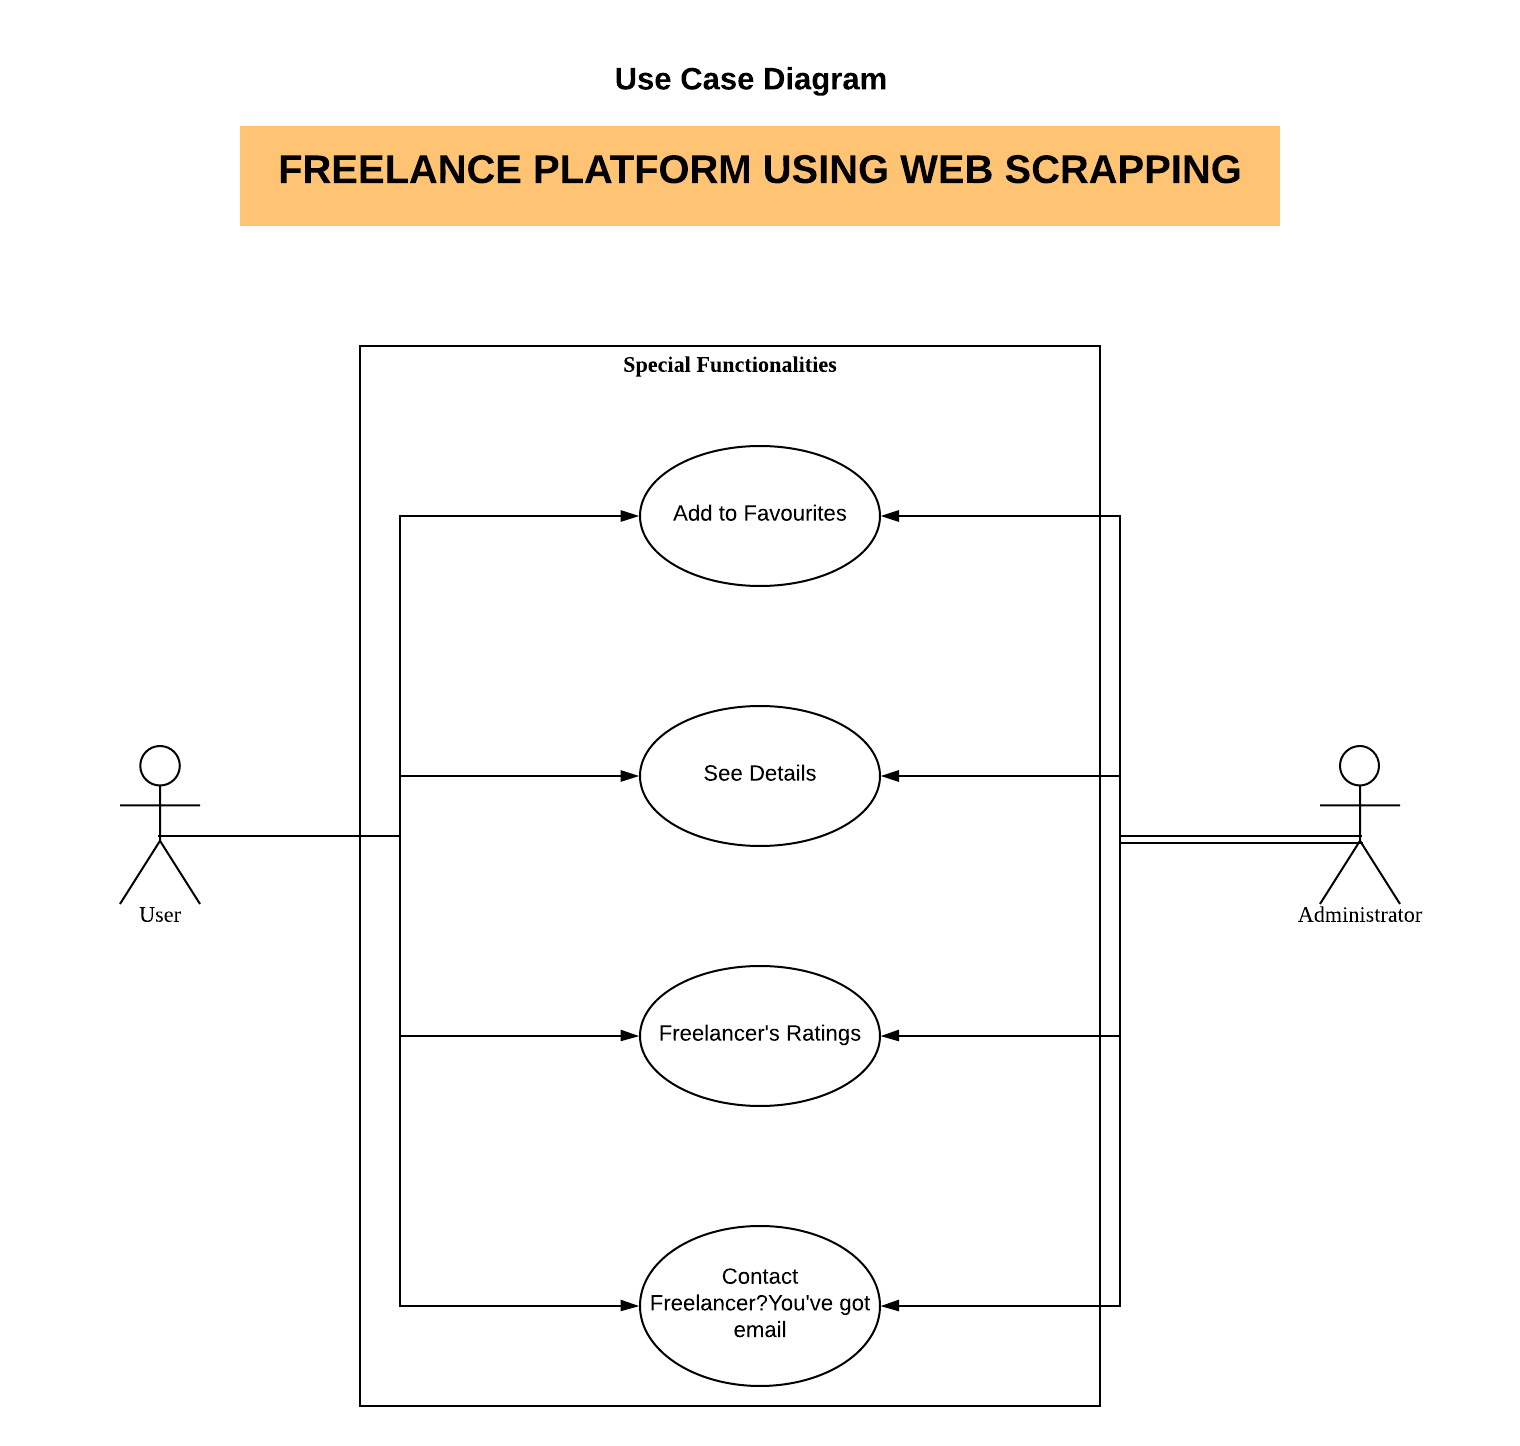 Use Case Diagram
FREELANCE PLATFORM USING WEB SCRAPPING
Special Functionalities
Add to Favourites
See Details
User
Administrator
Freelancer's Ratings
Contact
Freelancer?You've got
email